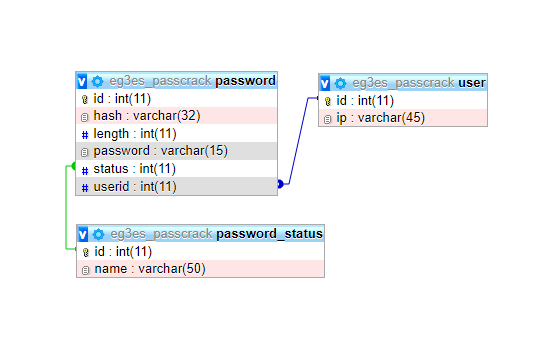 eg3es_passcrack password
id : int(11)
hash : varchar(32)
length : int(11)
password : varchar(15)
status : int(11)
userid : int(11)
eg3es_passcrack user
id : int(11)
ip : varchar(45)
eg3es_passcrack password_status
id : int(11)
name : varchar(50)